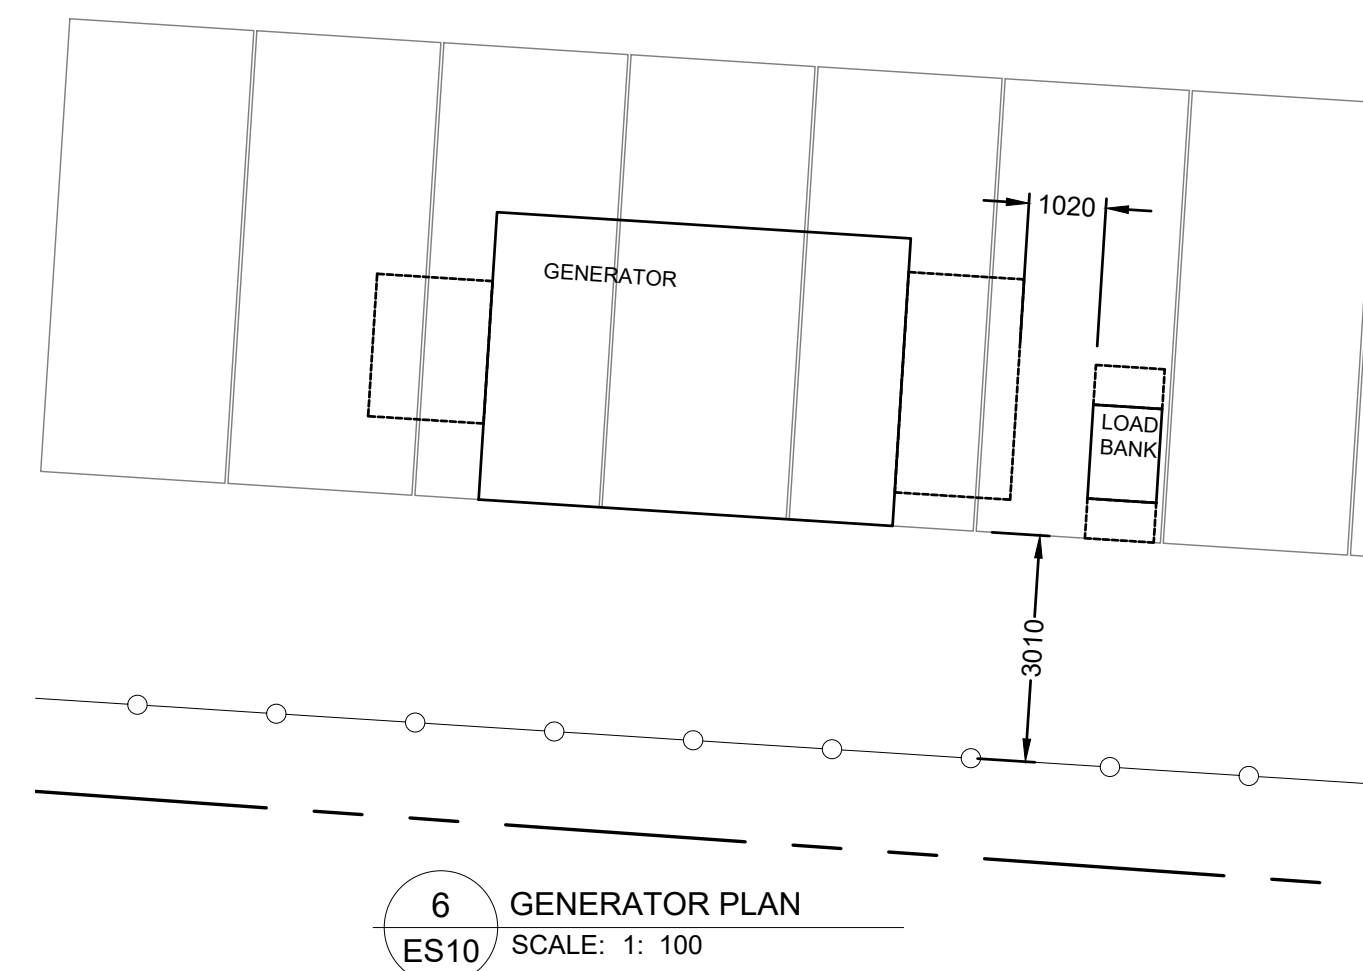 1020
GENERATOR
LOAD
BANK
3010
6
GENERATOR PLAN
ES10
SCALE: 1: 100